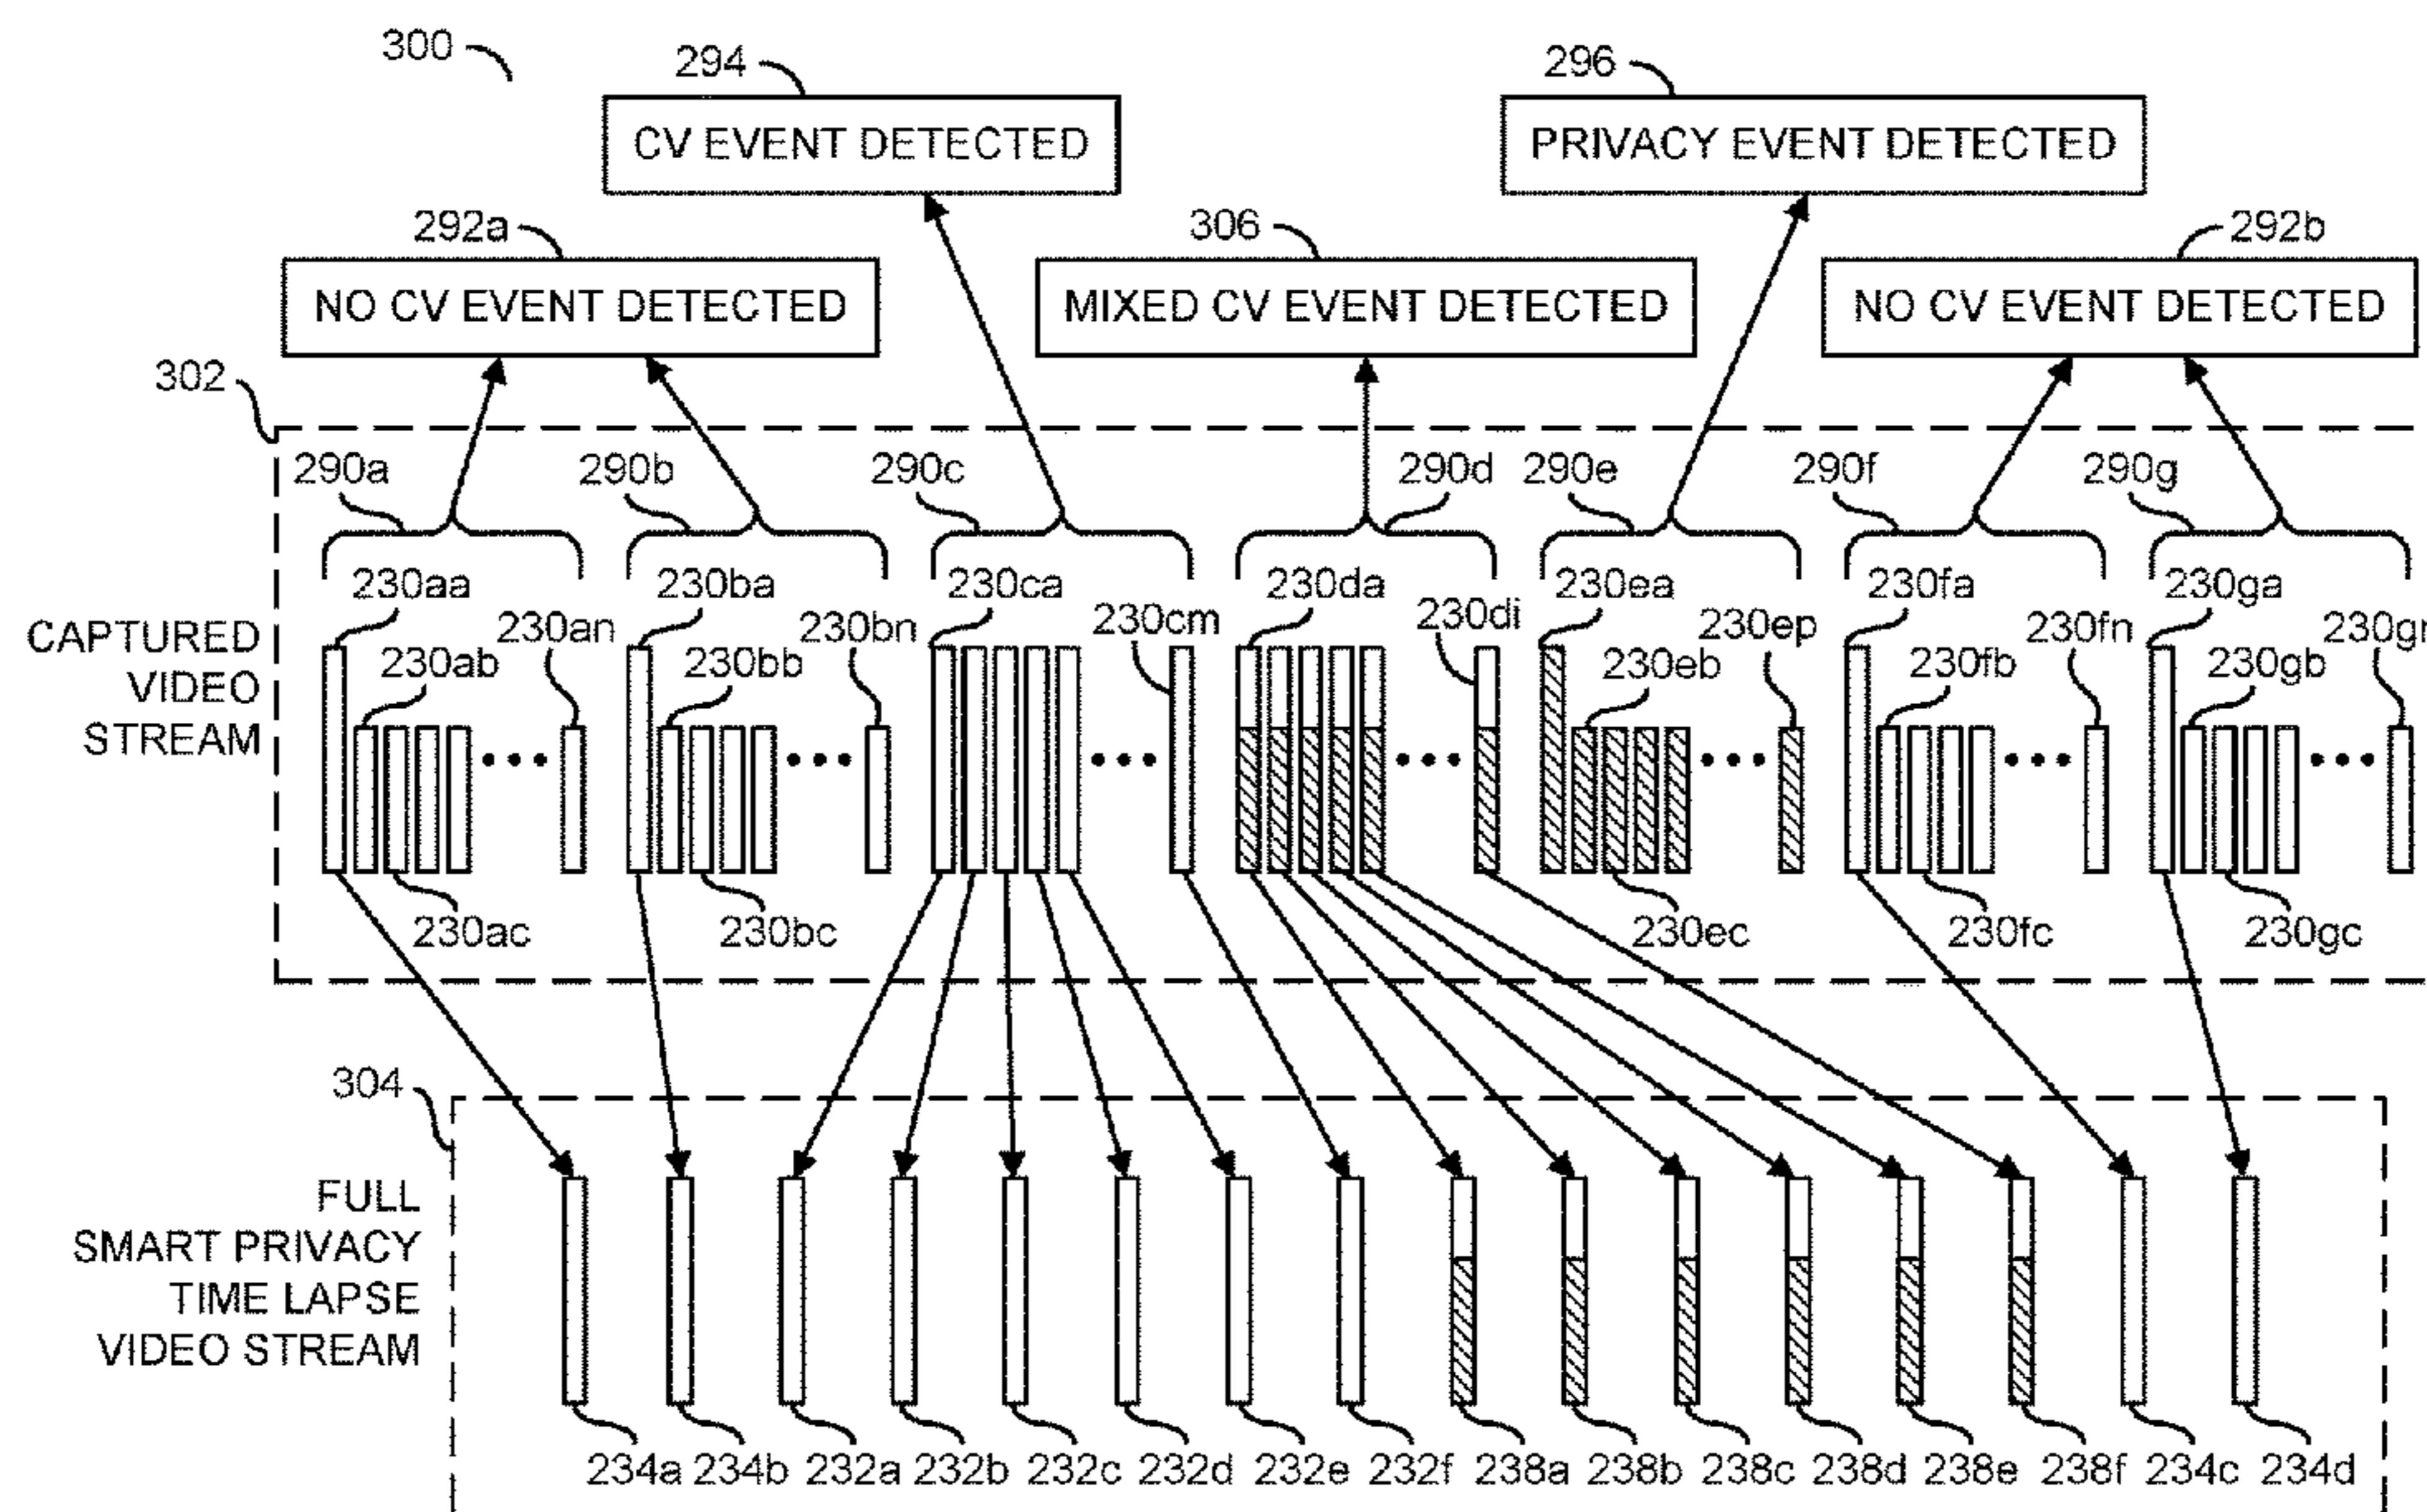 300
294
296
CV EVENT DETECTED
PRIVACY EVENT DETECTED
292a
306
292b
NO CV EVENT DETECTED
MIXED CV EVENT DETECTED
NO CV EVENT DETECTED
302
290a
290b
290c
290d
290e
290f
290g
230aa
230ba
230ca
230da
230ea
230fa
230ga
230an
230bn
230cm
230di
230ep
230fn
CAPTURED
VIDEO
STREAM
230ab
230bb
230eb
230fb
230gb
230ac
230bc
230ec
230fc
230gc
304
FULL
SMART PRIVACY
TIME LAPSE
VIDEO STREAM
234a 234b 232a 232b 232c 232d 232e 232f 238a 238b 238c 238d 238e 238f 234c 234d